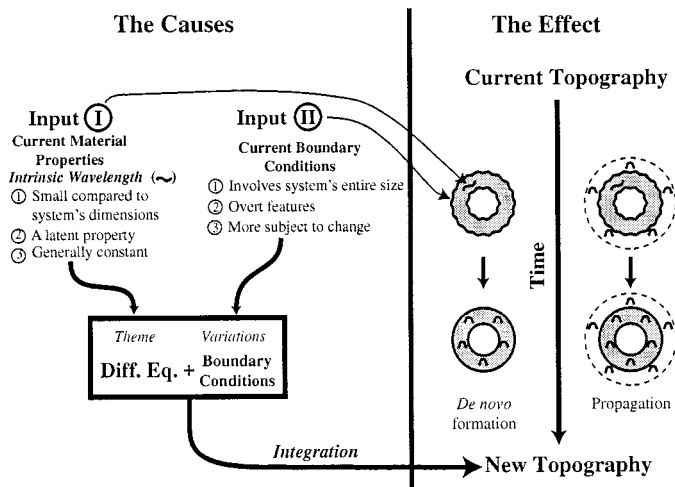 The Causes
Input I
Current Material
Properties
Intrinsic Wavelength (~)
1 Small compared to
system's dimensions
2 A latent property
3 Generally constant
Input II
Current Boundary
Conditions
1 Involves system's entire size
2 Overt features
3 More subject to change
Theme Variations
Diff. Eq. + Boundary
Conditions
Integration
The Effect
Current Topography
Time
De novo
formation
Propagation
New Topography